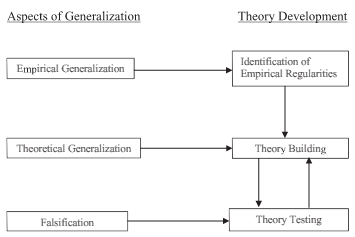 Aspects of Generalization
Theory Development
Empirical Generalization
Identification of
Empirical Regularities
Theoretical Generalization
Theory Building
Falsification
Theory Testing